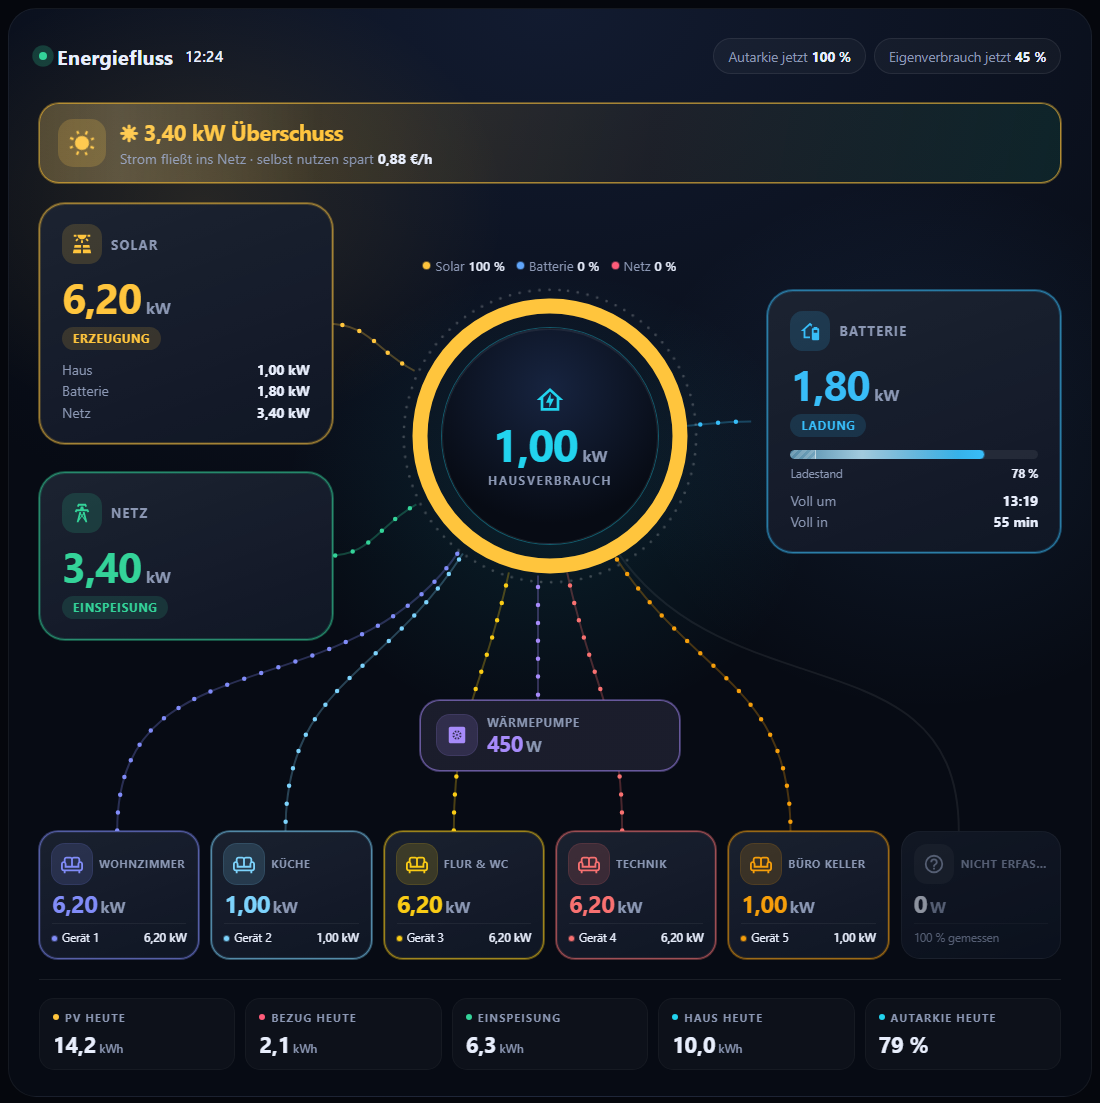 Energiefluss 12:24
Autarkie jetzt 100 %
Eigenverbrauch jetzt 45 %
☀ 3,40 kW Überschuss
Strom fließt ins Netz · selbst nutzen spart 0,88 €/h
SOLAR
6,20 kW
ERZEUGUNG
Haus 1,00 kW
Batterie 1,80 kW
Netz 3,40 kW
Solar 100 % Batterie 0 % Netz 0 %
1,00 kW
HAUSVERBRAUCH
BATTERIE
1,80 kW
LADUNG
Ladestand 78 %
Voll um 13:19
Voll in 55 min
NETZ
3,40 kW
EINSPEISUNG
WÄRMEPUMPE
450 W
WOHNZIMMER
6,20 kW
Gerät 1 6,20 kW
KÜCHE
1,00 kW
Gerät 2 1,00 kW
FLUR & WC
6,20 kW
Gerät 3 6,20 kW
TECHNIK
6,20 kW
Gerät 4 6,20 kW
BÜRO KELLER
1,00 kW
Gerät 5 1,00 kW
NICHT ERFAS...
0 W
100 % gemessen
PV HEUTE
14,2 kWh
BEZUG HEUTE
2,1 kWh
EINSPEISUNG
6,3 kWh
HAUS HEUTE
10,0 kWh
AUTARKIE HEUTE
79 %